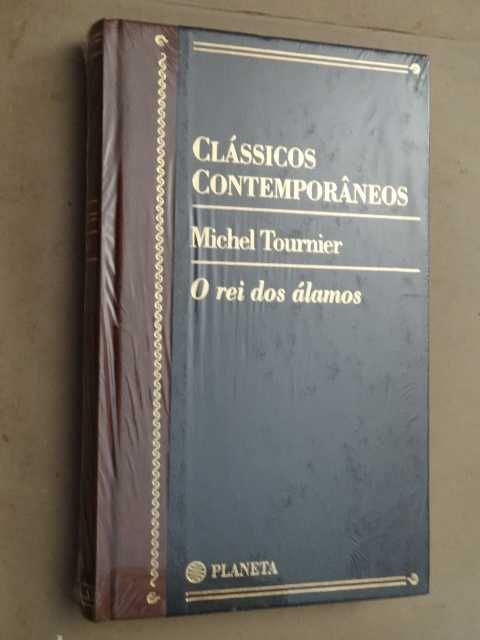 CLÁSSICOS
CONTEMPORÂNEOS
Michel Tournier
O rei dos álamos
PLANETA